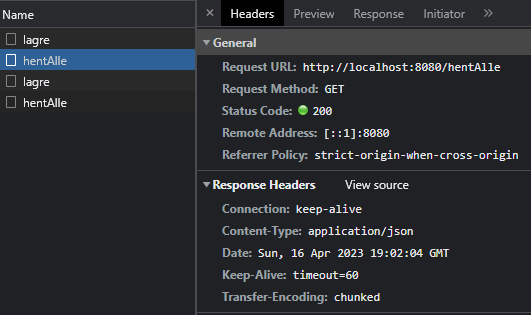 Name
lagre
hentAlle
lagre
hentAlle
× Headers Preview Response Initiator »
▼ General
Request URL: http://localhost:8080/hentAlle
Request Method: GET
Status Code: 200
Remote Address: [::1]:8080
Referrer Policy: strict-origin-when-cross-origin
▼ Response Headers View source
Connection: keep-alive
Content-Type: application/json
Date: Sun, 16 Apr 2023 19:02:04 GMT
Keep-Alive: timeout=60
Transfer-Encoding: chunked